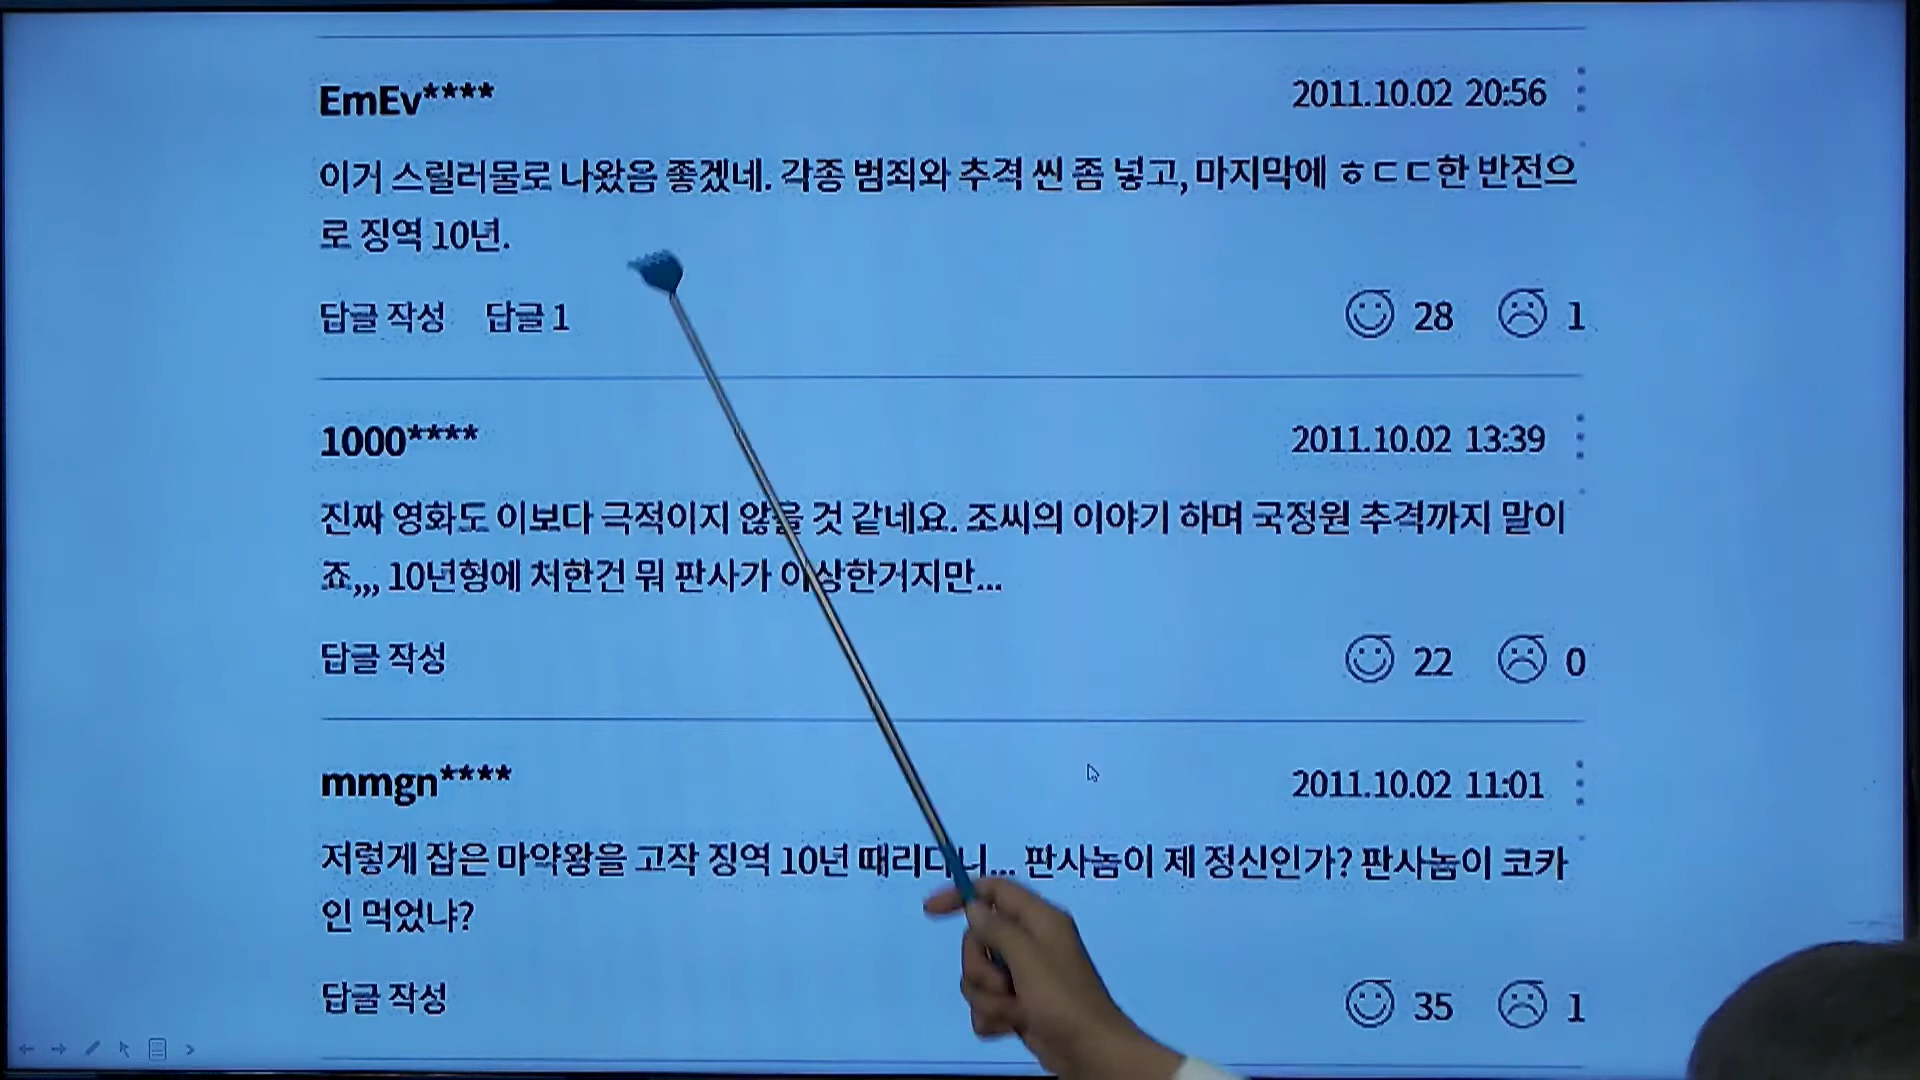 EmEv****
2011.10.02 20:56
이거 스릴러물로 나왔음 좋겠네. 각종 범죄와 추격 씬 좀 넣고, 마지막에 ㅎㄷㄷ한 반전으
로 징역 10년.
답글 작성 답글 1
28 1
1000****
2011.10.02 13:39
진짜 영화도 이보다 극적이지 않을 것 같네요. 조씨의 이야기 하며 국정원 추격까지 말이
죠,,, 10년형에 처한건 뭐 판사가 이상한거지만...
답글 작성
22 0
mmgn****
2011.10.02 11:01
저렇게 잡은 마약왕을 고작 징역 10년 때리다니... 판사놈이 제 정신인가? 판사놈이 코카
인 먹었냐?
답글 작성
35 1